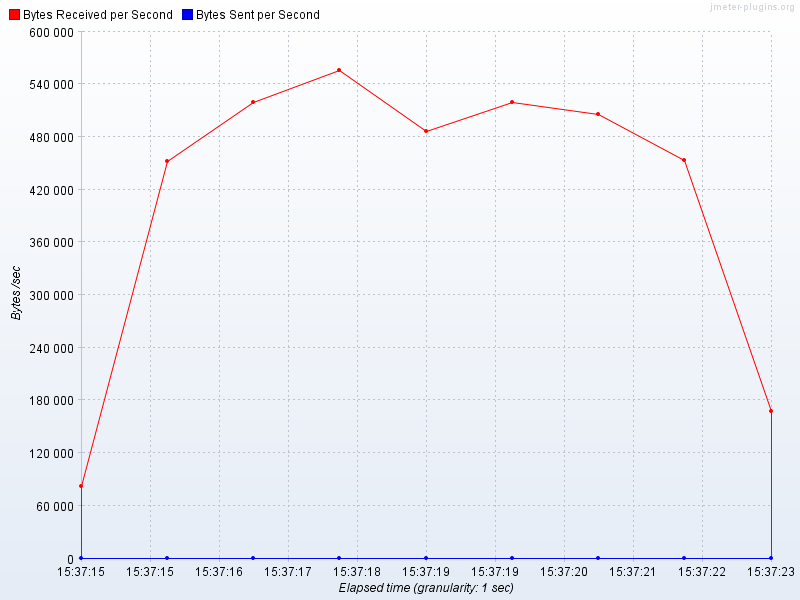 jmeter-plugins.org
Bytes Received per Second Bytes Sent per Second
600 000
540 000
480 000
420 000
360 000
300 000
240 000
180 000
120 000
60 000
0
Bytes /sec
15:37:15 15:37:15 15:37:16 15:37:17 15:37:18 15:37:19 15:37:19 15:37:20 15:37:21 15:37:22 15:37:23
Elapsed time (granularity: 1 sec)